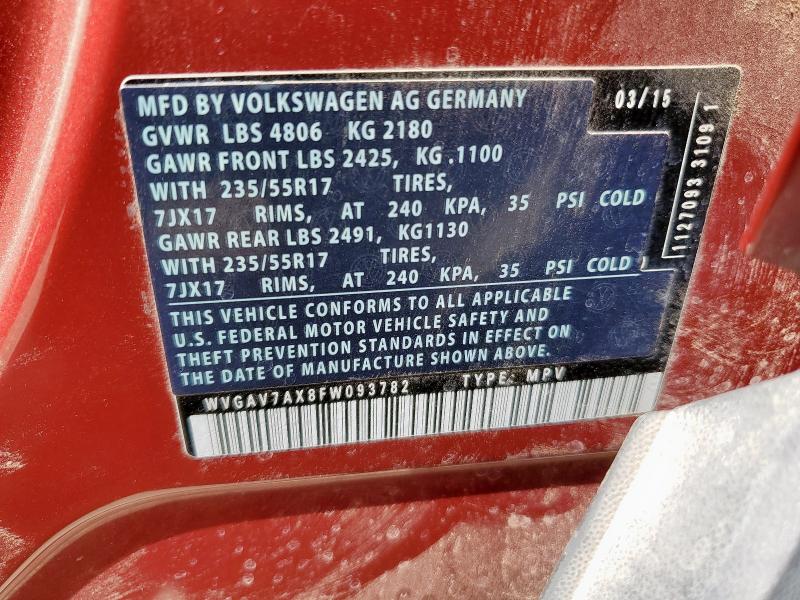 MFD BY VOLKSWAGEN AG GERMANY 03/15
GVWR LBS 4806 KG 2180
GAWR FRONT LBS 2425, KG .1100
WITH 235/55R17 TIRES,
7JX17 RIMS, AT 240 KPA, 35 PSI COLD
GAWR REAR LBS 2491, KG1130
WITH 235/55R17 TIRES,
7JX17 RIMS, AT 240 KPA, 35 PSI COLD
THIS VEHICLE CONFORMS TO ALL APPLICABLE
U.S. FEDERAL MOTOR VEHICLE SAFETY AND
THEFT PREVENTION STANDARDS IN EFFECT ON
THE DATE OF MANUFACTURE SHOWN ABOVE.
WVGAV7AX8FW093782 TYPE: MPV
1127093 3109 1